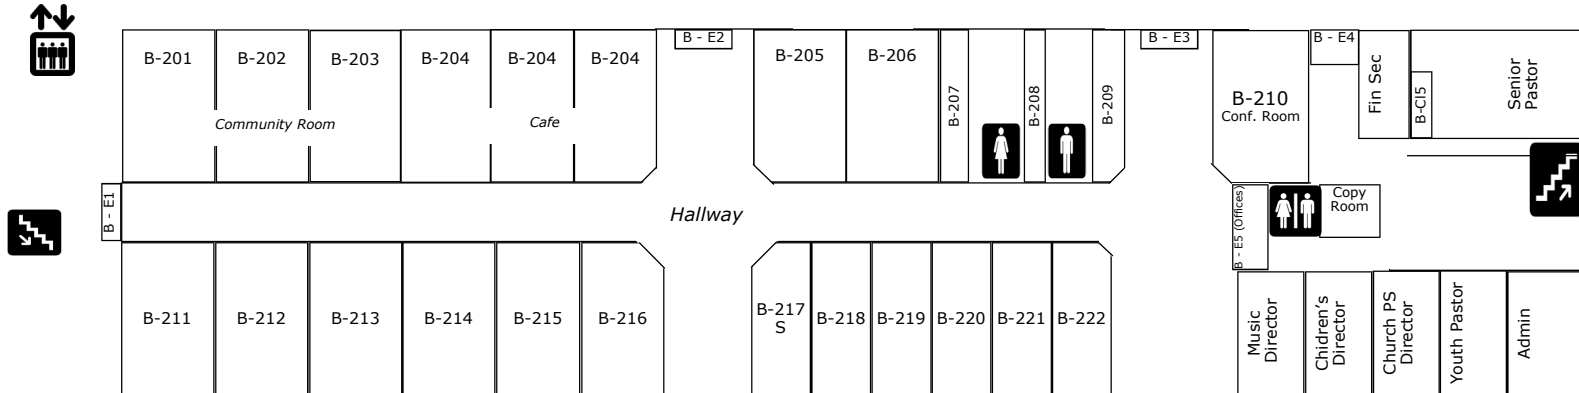 B - E2
B - E3
B - E4
B-201
B-202
B-203
B-204
B-204
B-204
B-205
B-206
B-207
B-208
B-209
B-210
Conf. Room
Fin Sec
B-CI5
Senior
Pastor
Community Room
Cafe
B - E1
Hallway
B - E5 (Offices)
Copy
Room
B-211
B-212
B-213
B-214
B-215
B-216
B-217
S
B-218
B-219
B-220
B-221
B-222
Music
Director
Chidren's
Director
Church PS
Director
Youth Pastor
Admin